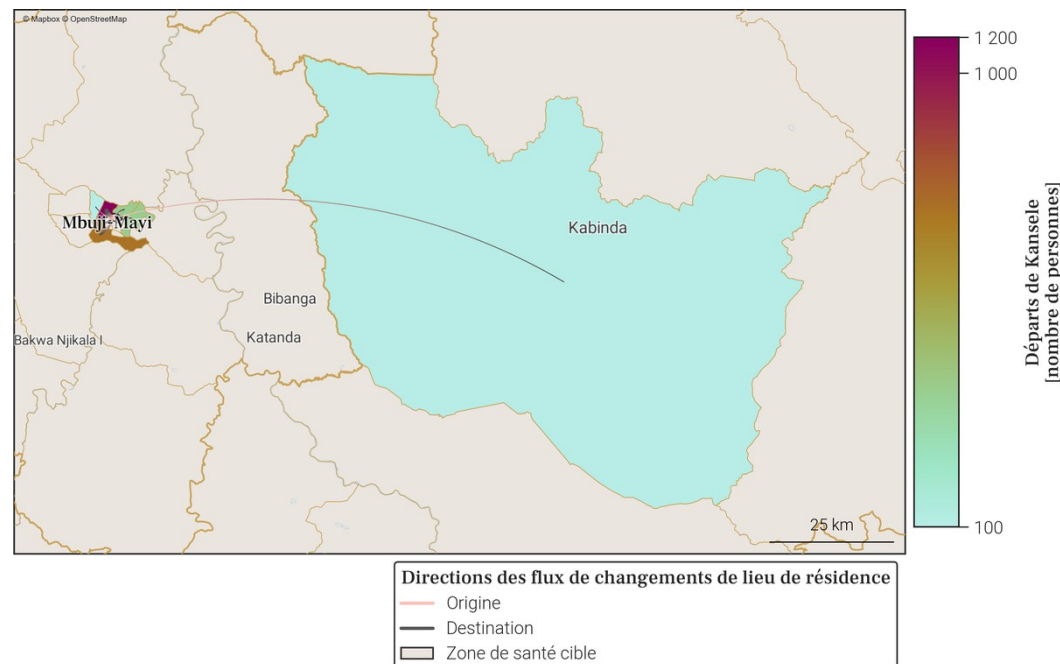 © Mapbox © OpenStreetMap
Mbuji-Mayi
Kabinda
Bibanga
Katanda
Bakwa Njikala I
25 km
1 200
1 000
100
Départs de Kansele
[nombre de personnes]
Directions des flux de changements de lieu de résidence
Origine
Destination
Zone de santé cible